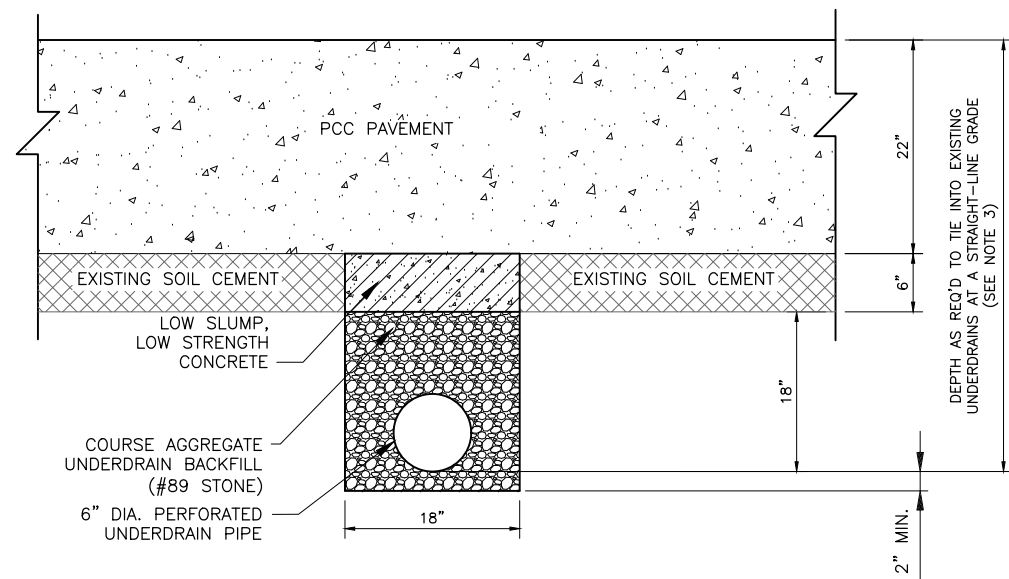 PCC PAVEMENT
22"
DEPTH AS REQ'D TO TIE INTO EXISTING
UNDERDRAINS AT A STRAIGHT-LINE GRADE
(SEE NOTE 3)
EXISTING SOIL CEMENT
EXISTING SOIL CEMENT
6"
LOW SLUMP,
LOW STRENGTH
CONCRETE
18"
COURSE AGGREGATE
UNDERDRAIN BACKFILL
(#89 STONE)
6" DIA. PERFORATED
UNDERDRAIN PIPE
18"
2" MIN.